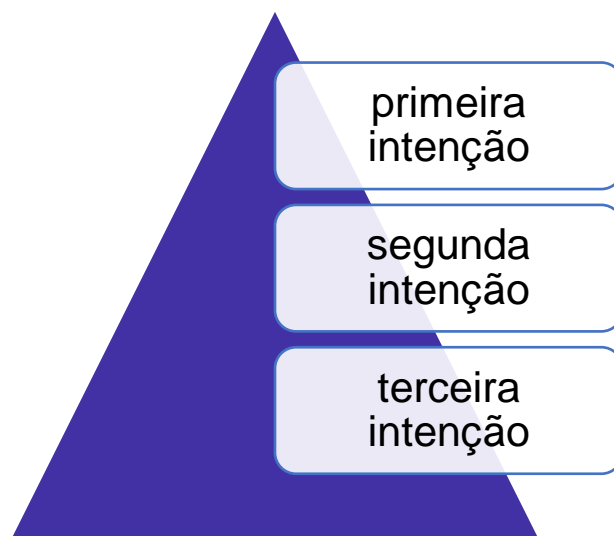 primeira
intenção
segunda
intenção
terceira
intenção